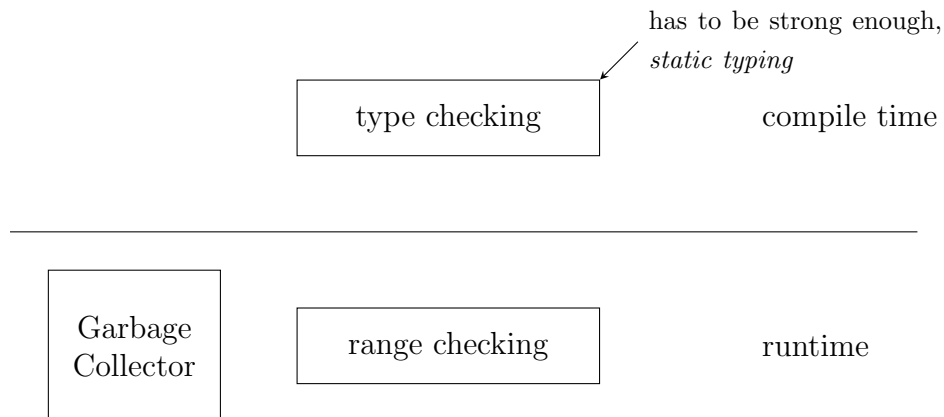 has to be strong enough,
static typing
type checking
compile time
Garbage
Collector
range checking
runtime